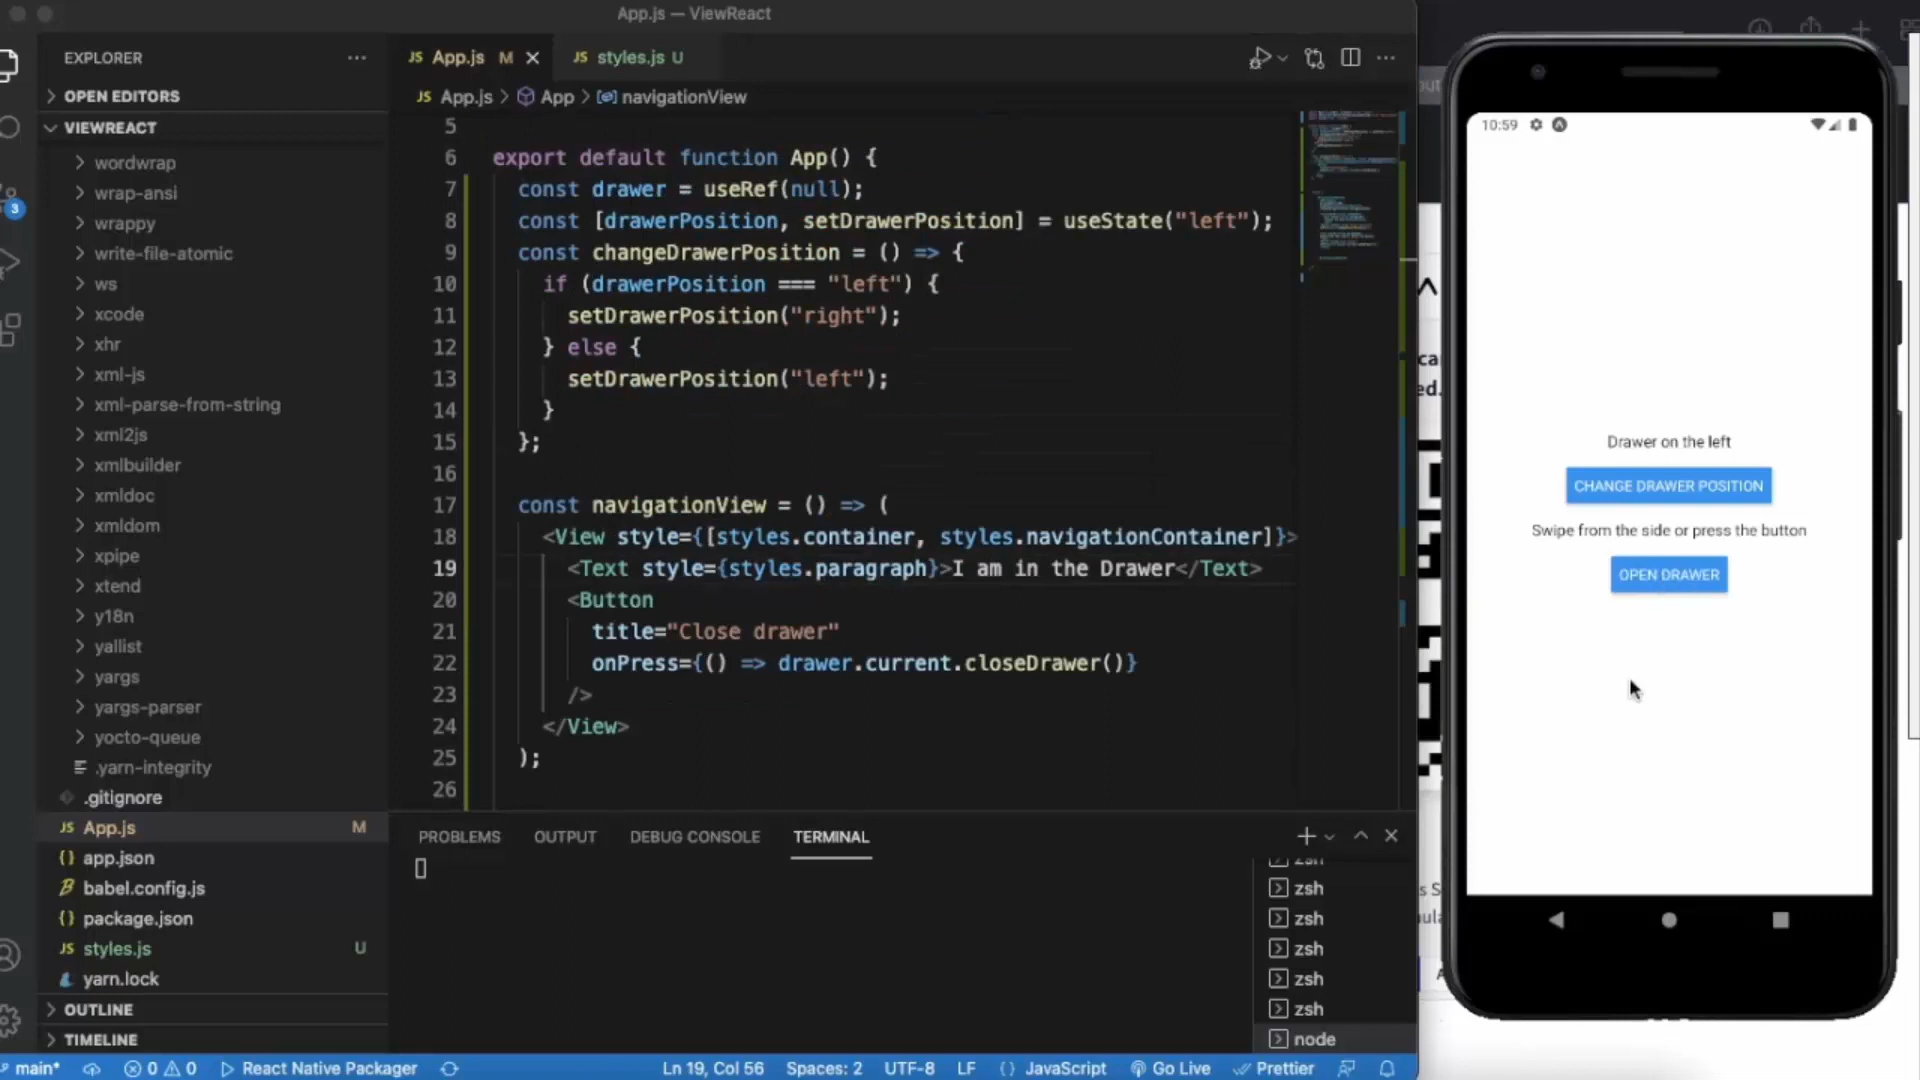 App.js — ViewReact
EXPLORER
OPEN EDITORS
VIEWREACT
wordwrap
wrap-ansi
wrappy
write-file-atomic
ws
xcode
xhr
xml-js
xml-parse-from-string
xml2js
xmlbuilder
xmldoc
xmldom
xpipe
xtend
y18n
yallist
yargs
yargs-parser
yocto-queue
.yarn-integrity
.gitignore
JS App.js M
{} app.json
babel.config.js
{} package.json
JS styles.js U
yarn.lock
OUTLINE
TIMELINE
3
JS App.js M
JS styles.js U
JS App.js > App > navigationView
5
6 export default function App() {
7 const drawer = useRef(null);
8 const [drawerPosition, setDrawerPosition] = useState("left");
9 const changeDrawerPosition = () => {
10 if (drawerPosition === "left") {
11 setDrawerPosition("right");
12 } else {
13 setDrawerPosition("left");
14 }
15 };
16
17 const navigationView = () => (
18 <View style={[styles.container, styles.navigationContainer]}>
19 <Text style={styles.paragraph}>I am in the Drawer</Text>
20 <Button
21 title="Close drawer"
22 onPress={() => drawer.current.closeDrawer()}
23 />
24 </View>
25 );
26
PROBLEMS OUTPUT DEBUG CONSOLE TERMINAL
zsh
zsh
zsh
zsh
zsh
zsh
node
main* 0 0 React Native Packager
Ln 19, Col 56 Spaces: 2 UTF-8 LF {} JavaScript Go Live Prettier
10:59
Drawer on the left
CHANGE DRAWER POSITION
Swipe from the side or press the button
OPEN DRAWER